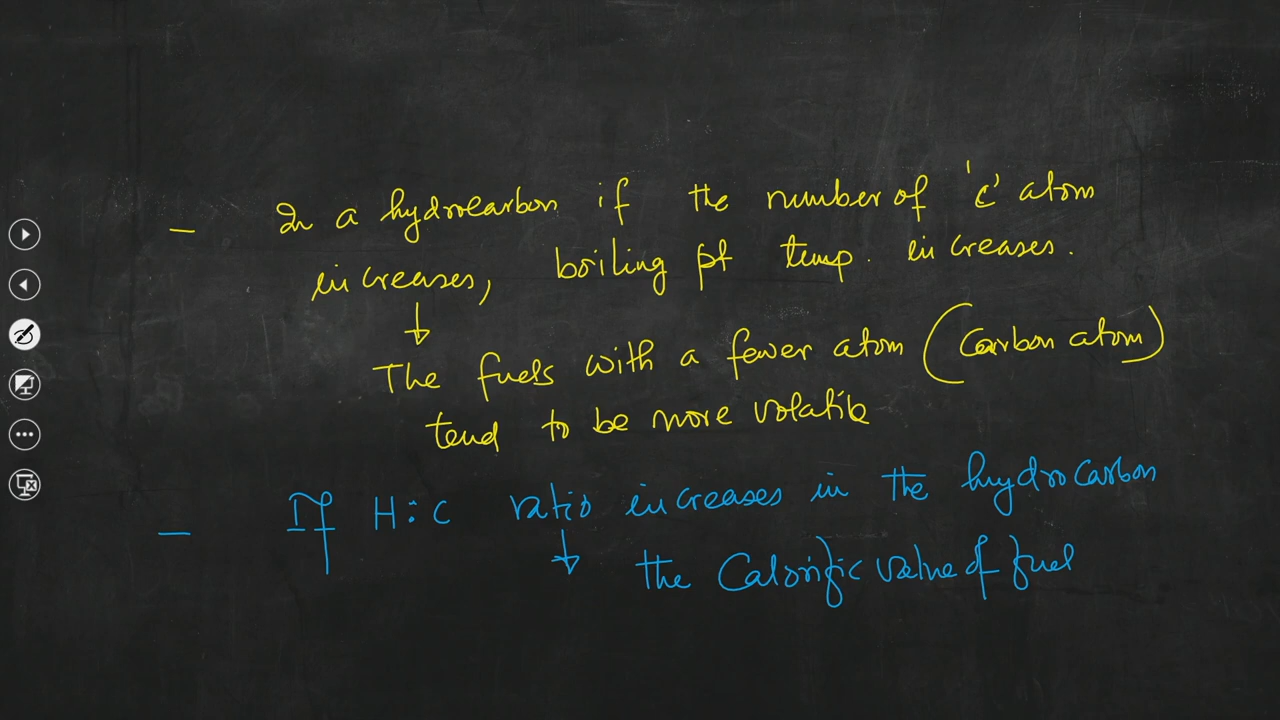 - In a hydrocarbon if the number of 'c' atom
increases, boiling pt temp. increases.
↓
The fuels with a fewer atom (Carbon atom)
tend to be more volatile
- If H:C ratio increases in the hydrocarbon
↓ the Calorific value of fuel